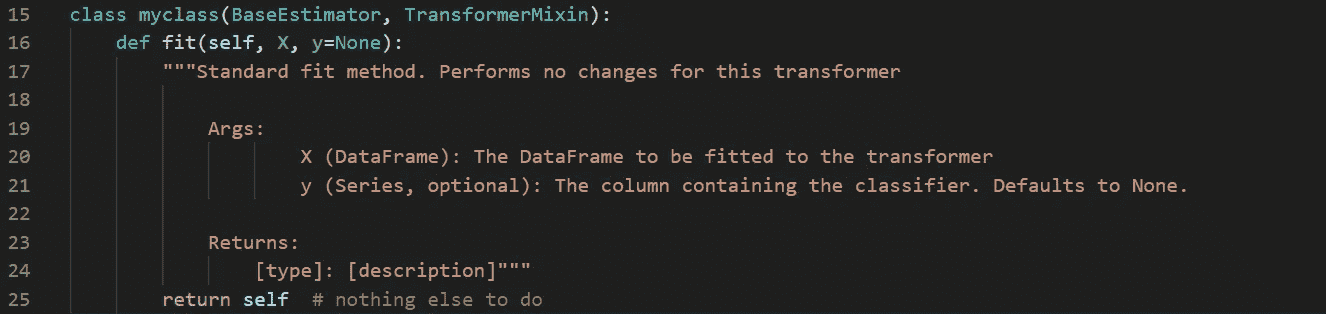 15 class myclass(BaseEstimator, TransformerMixin):
16 def fit(self, X, y=None):
17 """Standard fit method. Performs no changes for this transformer
18
19 Args:
20 X (DataFrame): The DataFrame to be fitted to the transformer
21 y (Series, optional): The column containing the classifier. Defaults to None.
22
23 Returns:
24 [type]: [description]"""
25 return self # nothing else to do